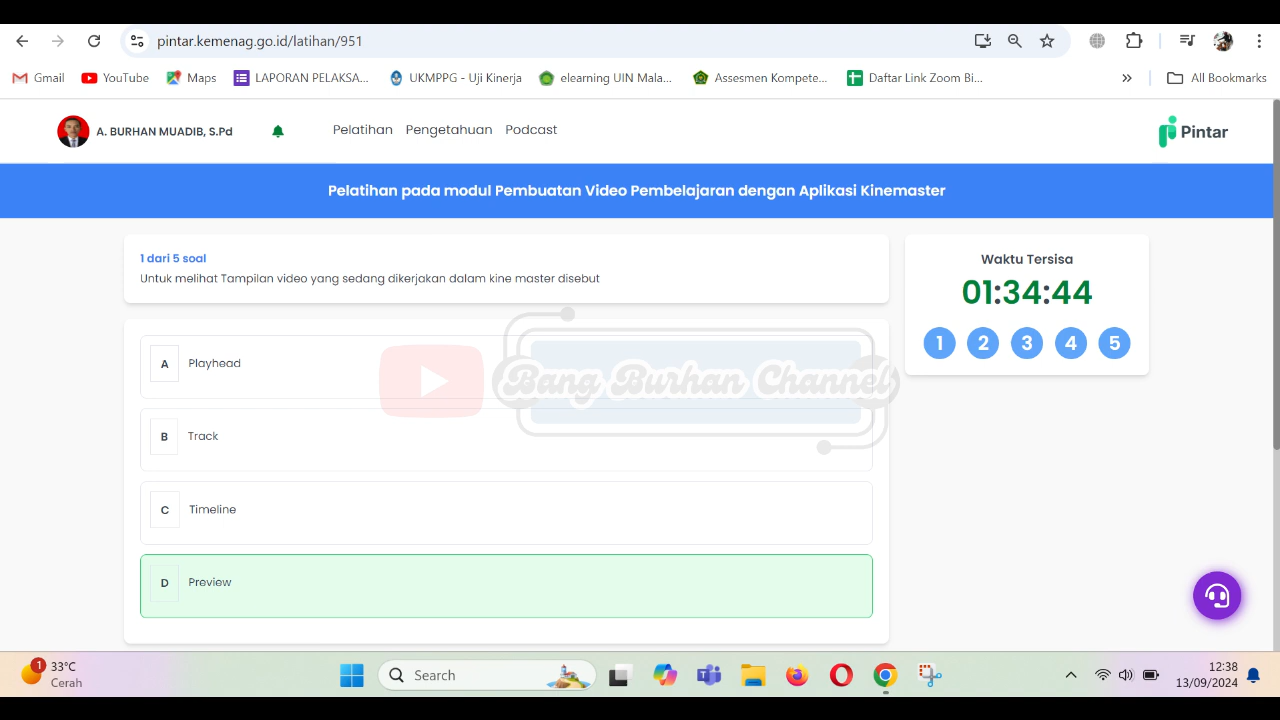 pintar.kemenag.go.id/latihan/951
Gmail YouTube Maps LAPORAN PELAKSA... UKMPPG - Uji Kinerja elearning UIN Mala... Assesmen Kompete... Daftar Link Zoom Bi... » All Bookmarks
A. BURHAN MUADIB, S.Pd Pelatihan Pengetahuan Podcast Pintar
Pelatihan pada modul Pembuatan Video Pembelajaran dengan Aplikasi Kinemaster
1 dari 5 soal
Untuk melihat Tampilan video yang sedang dikerjakan dalam kine master disebut
Waktu Tersisa
01:34:44
1 2 3 4 5
A Playhead
Bang Burhan Channel
B Track
C Timeline
D Preview
1 33°C
Cerah
Search
12:38
13/09/2024